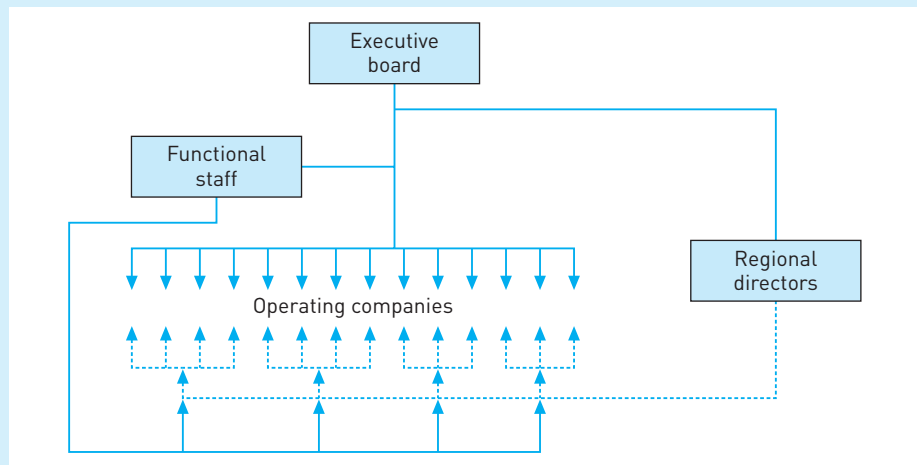 Executive
board
Functional
staff
Regional
directors
Operating companies